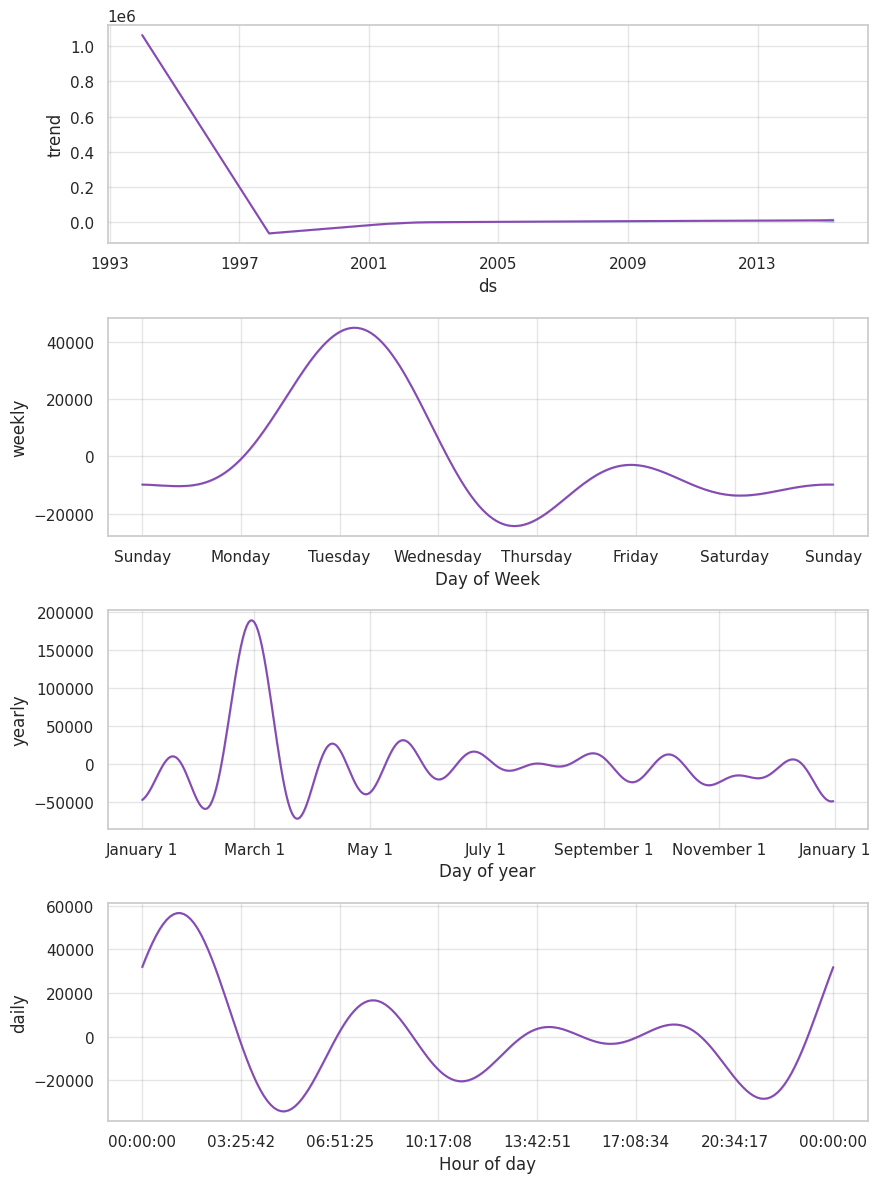 1e6
1.0
0.8
0.6
0.4
0.2
0.0
trend
1993 1997 2001 2005 2009 2013
ds
40000
20000
0
−20000
weekly
Sunday Monday Tuesday Wednesday Thursday Friday Saturday Sunday
Day of Week
200000
150000
100000
50000
0
−50000
yearly
January 1 March 1 May 1 July 1 September 1 November 1 January 1
Day of year
60000
40000
20000
0
−20000
daily
00:00:00 03:25:42 06:51:25 10:17:08 13:42:51 17:08:34 20:34:17 00:00:00
Hour of day